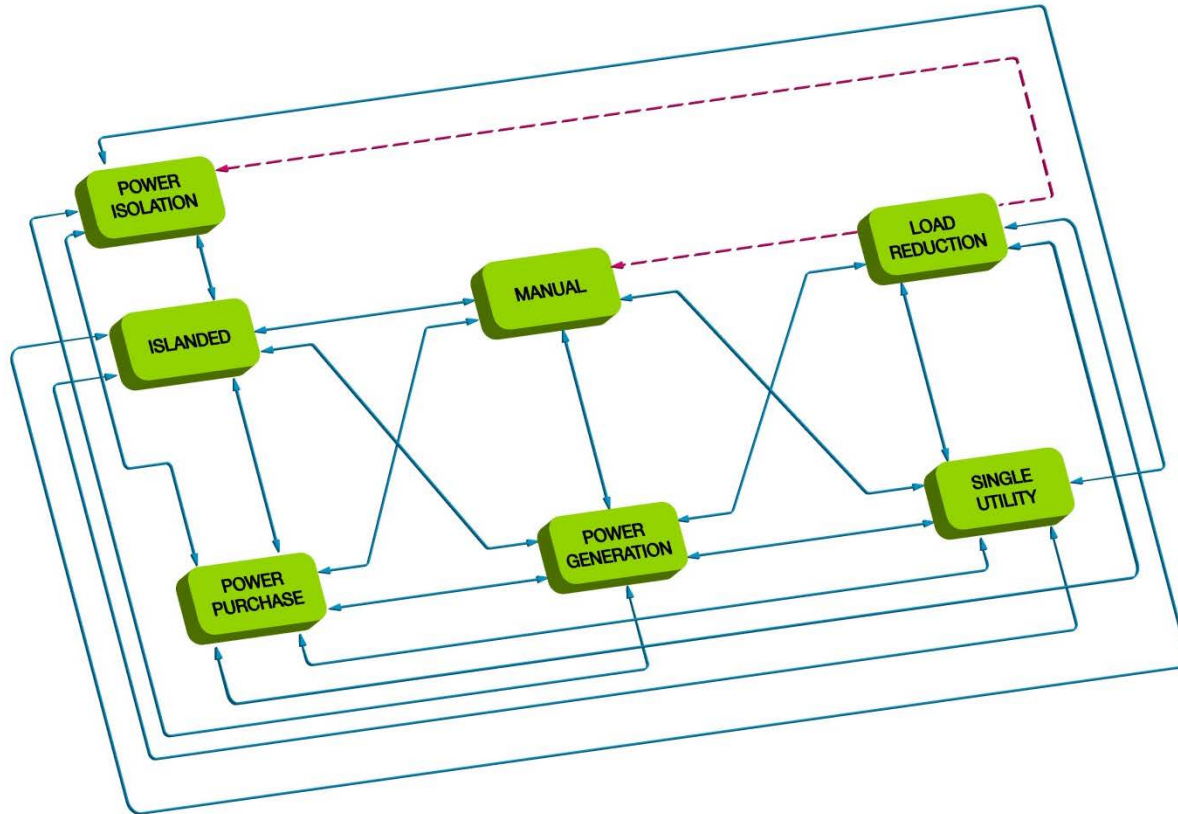 POWER
ISOLATION
LOAD
REDUCTION
MANUAL
ISLANDED
SINGLE
UTILITY
POWER
GENERATION
POWER
PURCHASE